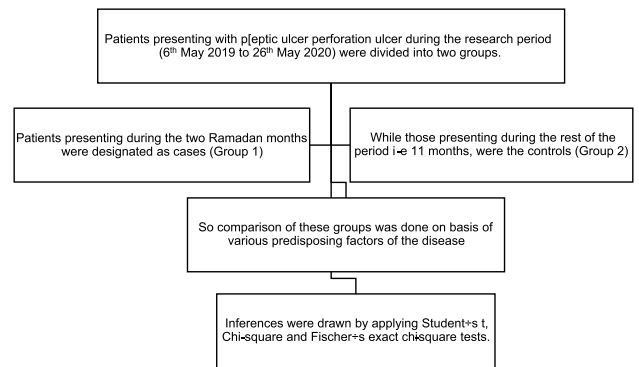 Patients presenting with p[eptic ulcer perforation ulcer during the research period
(6th May 2019 to 26th May 2020) were divided into two groups.
Patients presenting during the two Ramadan months
were designated as cases (Group 1)
While those presenting during the rest of the
period i-e 11 months, were the controls (Group 2)
So comparison of these groups was done on basis of
various predisposing factors of the disease
Inferences were drawn by applying Student÷s t,
Chi-square and Fischer÷s exact chi-square tests.